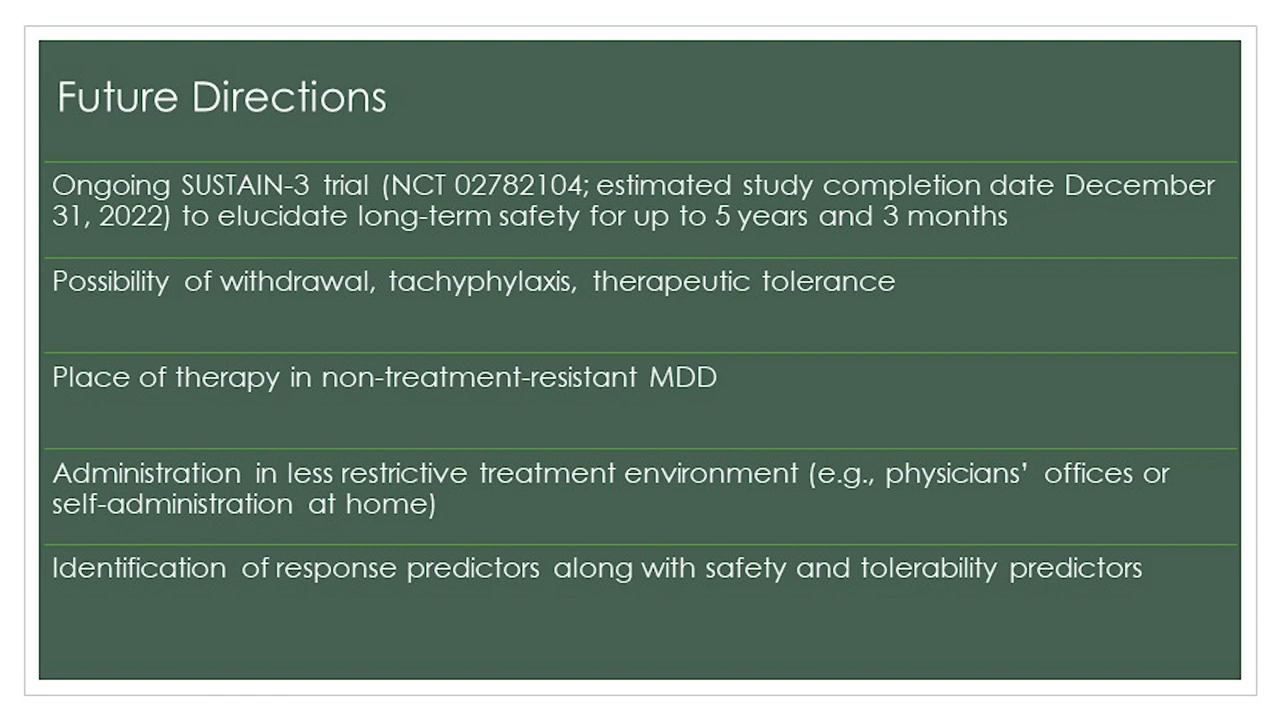 Future Directions
Ongoing SUSTAIN-3 trial (NCT 02782104; estimated study completion date December
31, 2022) to elucidate long-term safety for up to 5 years and 3 months
Possibility of withdrawal, tachyphylaxis, therapeutic tolerance
Place of therapy in non-treatment-resistant MDD
Administration in less restrictive treatment environment (e.g., physicians’ offices or
self-administration at home)
Identification of response predictors along with safety and tolerability predictors